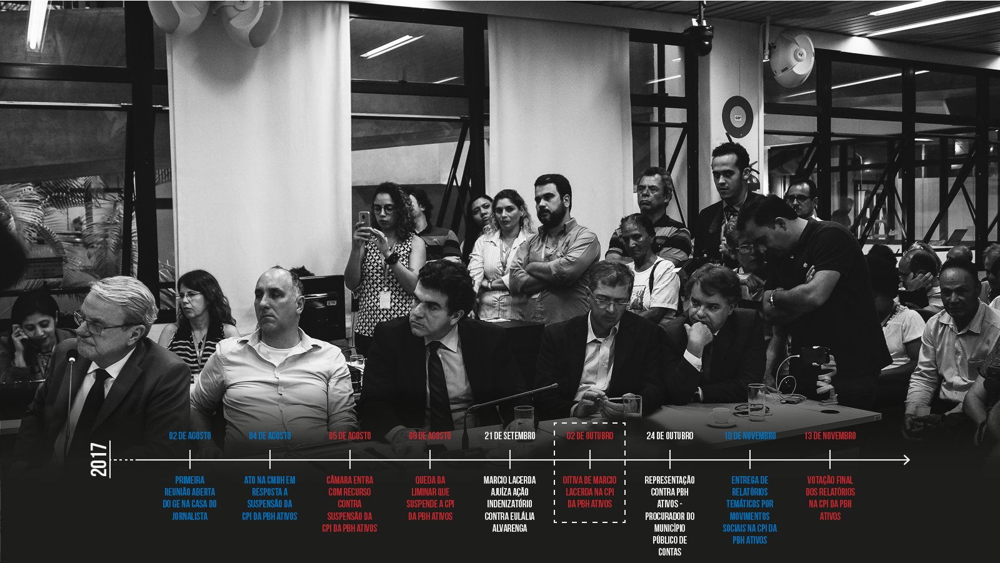 CO²
2017
02 DE AGOSTO
PRIMEIRA
REUNIÃO ABERTA
DO GE NA CASA DO
JORNALISTA
04 DE AGOSTO
ATO NA CMBH EM
RESPOSTA A
SUSPENSÃO DA
CPI DA PBH ATIVOS
05 DE AGOSTO
CÂMARA ENTRA
COM RECURSO
CONTRA
SUSPENSÃO DA
CPI DA PBH ATIVOS
08 DE AGOSTO
QUEDA DA
LIMINAR QUE
SUSPENDE A CPI
DA PBH ATIVOS
21 DE SETEMBRO
MARCIO LACERDA
AJUÍZA AÇÃO
INDENIZATÓRIO
CONTRA EULÁLIA
ALVARENGA
02 DE OUTUBRO
OITIVA DE MARCIO
LACERDA NA CPI
DA PBH ATIVOS
24 DE OUTUBRO
REPRESENTAÇÃO
CONTRA PBH
ATIVOS -
PROCURADOR DO
MUNICÍPIO
PÚBLICO DE
CONTAS
10 DE NOVEMBRO
ENTREGA DE
RELATÓRIOS
TEMÁTICOS POR
MOVIMENTOS
SOCIAIS NA CPI DA
PBH ATIVOS
13 DE NOVEMBRO
VOTAÇÃO FINAL
DOS RELATÓRIOS
NA CPI DA PBH
ATIVOS